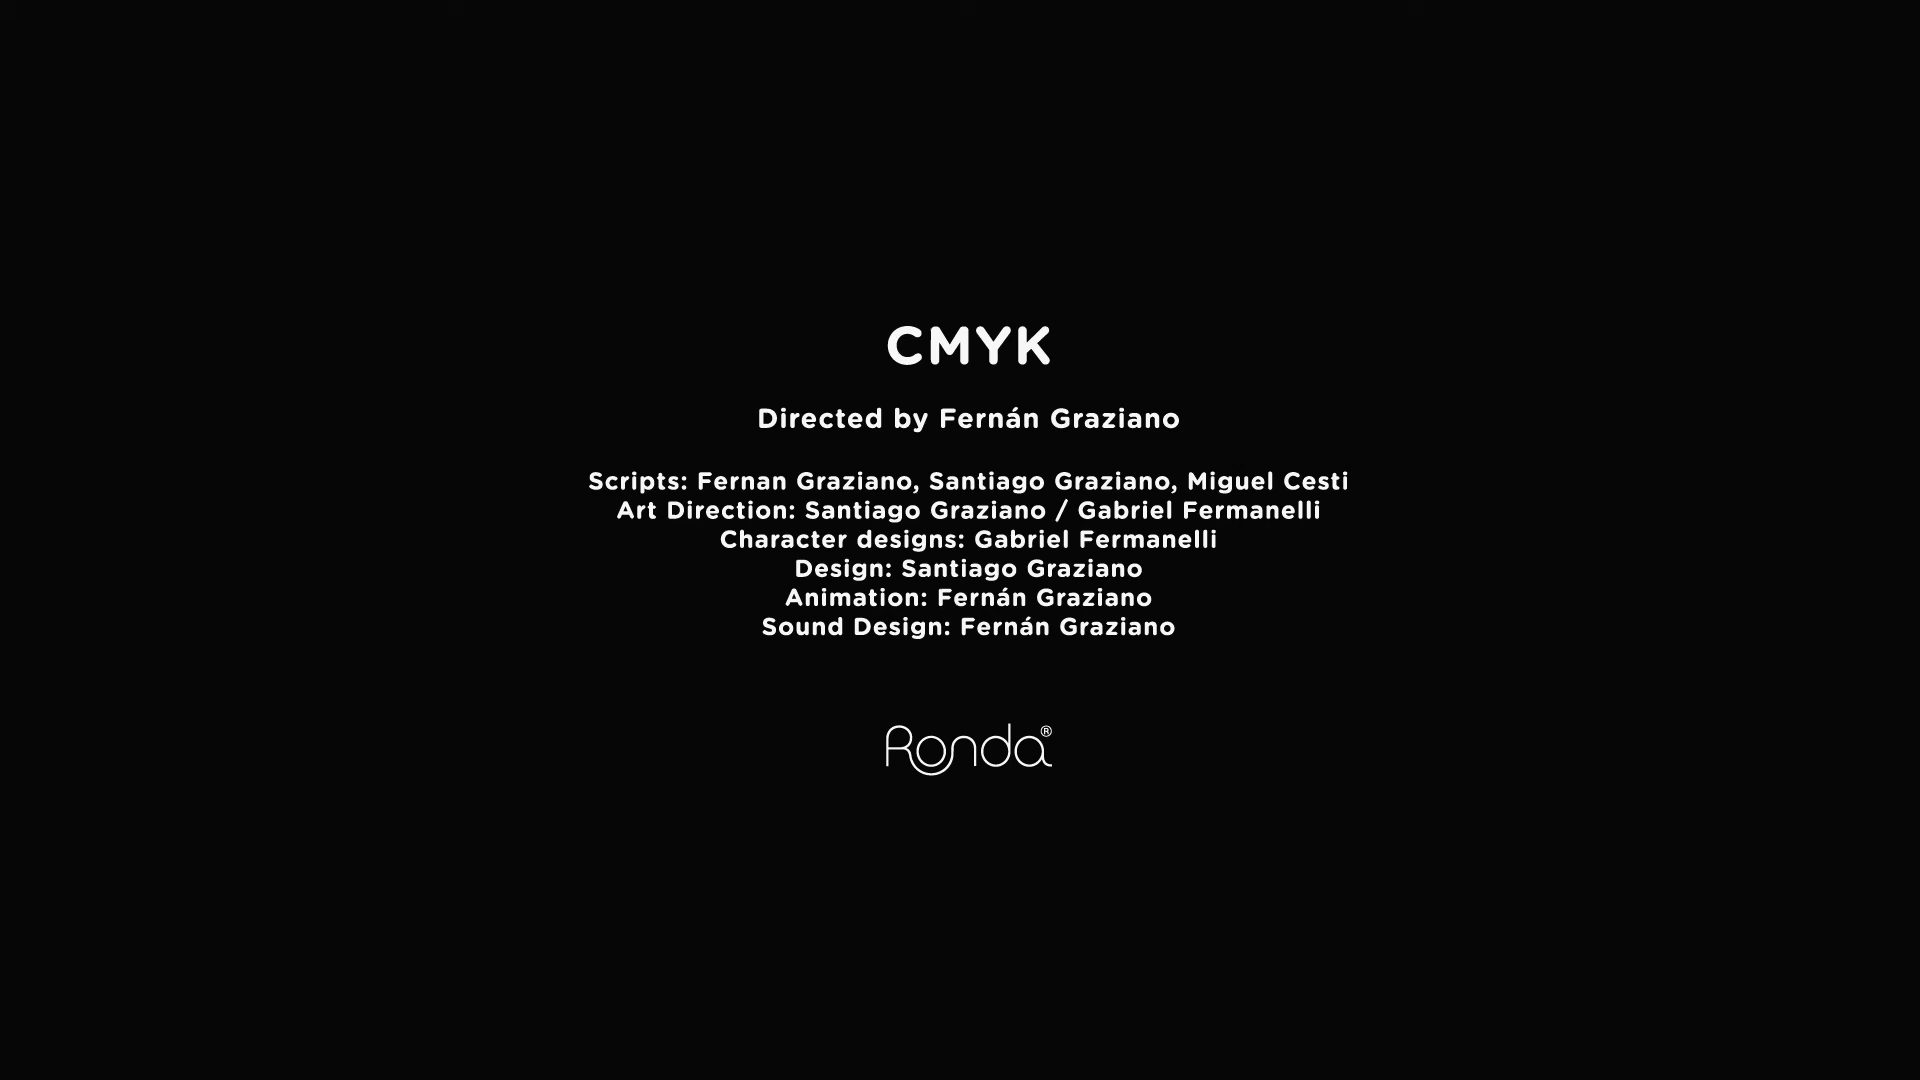 CMYK
Directed by Fernán Graziano
Scripts: Fernan Graziano, Santiago Graziano, Miguel Cesti
Art Direction: Santiago Graziano / Gabriel Fermanelli
Character designs: Gabriel Fermanelli
Design: Santiago Graziano
Animation: Fernán Graziano
Sound Design: Fernán Graziano
Ronda®